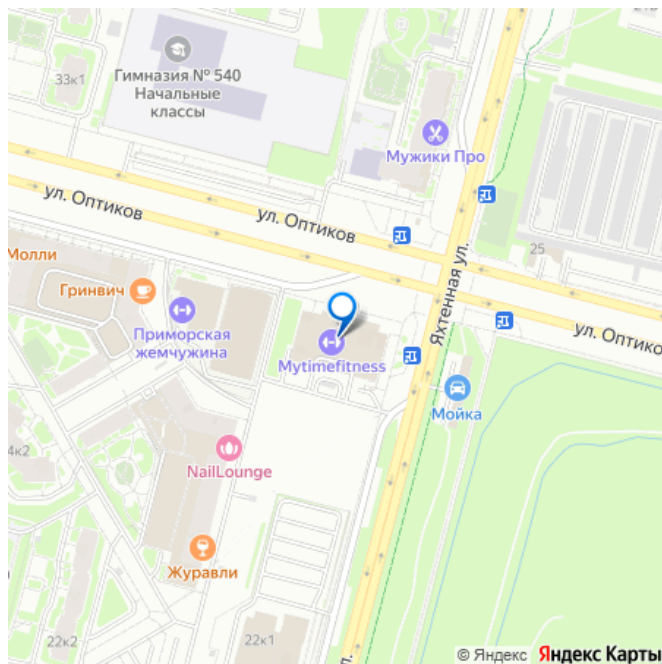 33к1
Гимназия № 540
Начальные
классы
Мужики Про
ул. Оптиков
ул. Оптиков
25
Яхтенная ул.
Молли
Гринвич
Приморская
жемчужина
Mytimefitness
ул. Оптиков
Мойка
4к2
NailLounge
Журавли
22к2
22к1
© Яндекс Яндекс Карты